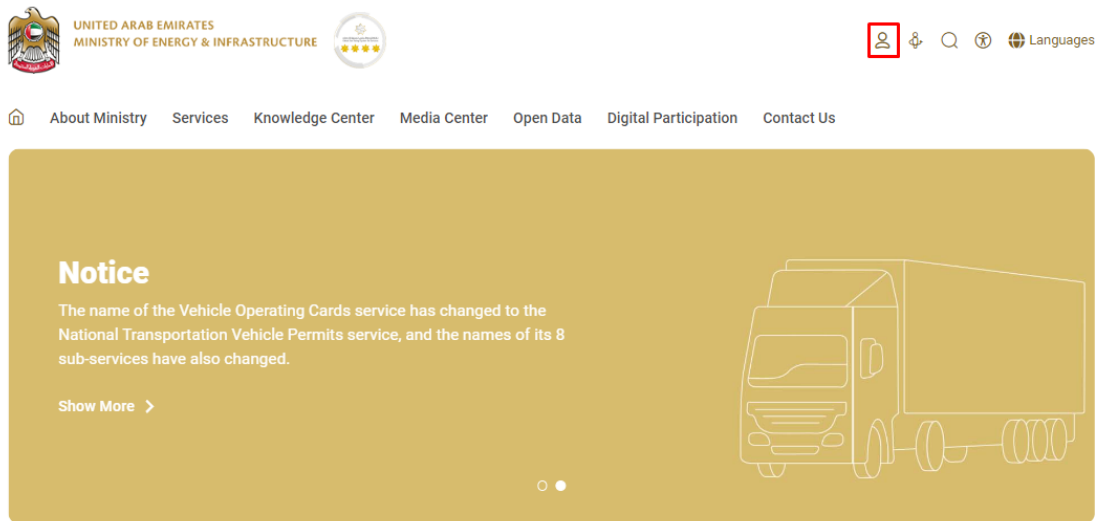 UNITED ARAB EMIRATES
MINISTRY OF ENERGY & INFRASTRUCTURE
Languages
About Ministry Services Knowledge Center Media Center Open Data Digital Participation Contact Us
Notice
The name of the Vehicle Operating Cards service has changed to the
National Transportation Vehicle Permits service, and the names of its 8
sub-services have also changed.
Show More